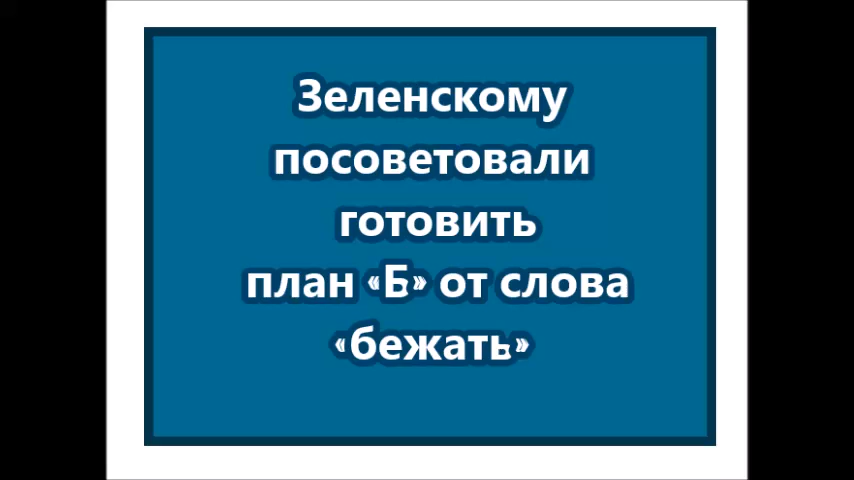 Зеленскому
посоветовали
готовить
план «Б» от слова
«бежать»